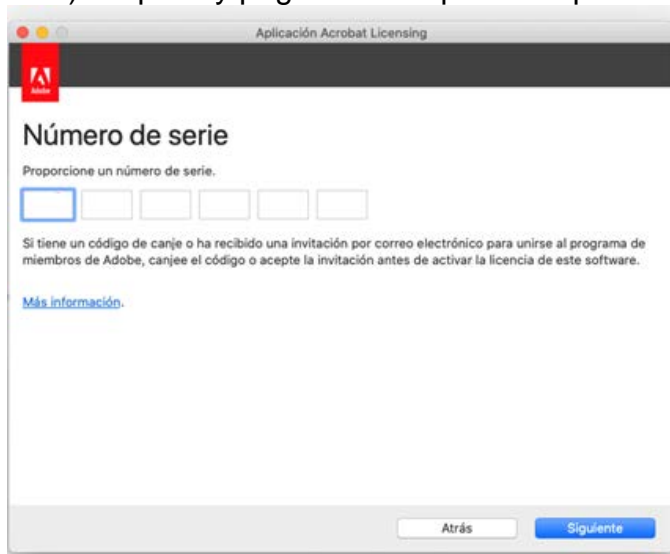 Aplicación Acrobat Licensing
Adobe
Número de serie
Proporcione un número de serie.
Si tiene un código de canje o ha recibido una invitación por correo electrónico para unirse al programa de
miembros de Adobe, canjee el código o acepte la invitación antes de activar la licencia de este software.
Más información.
Atrás
Siguiente